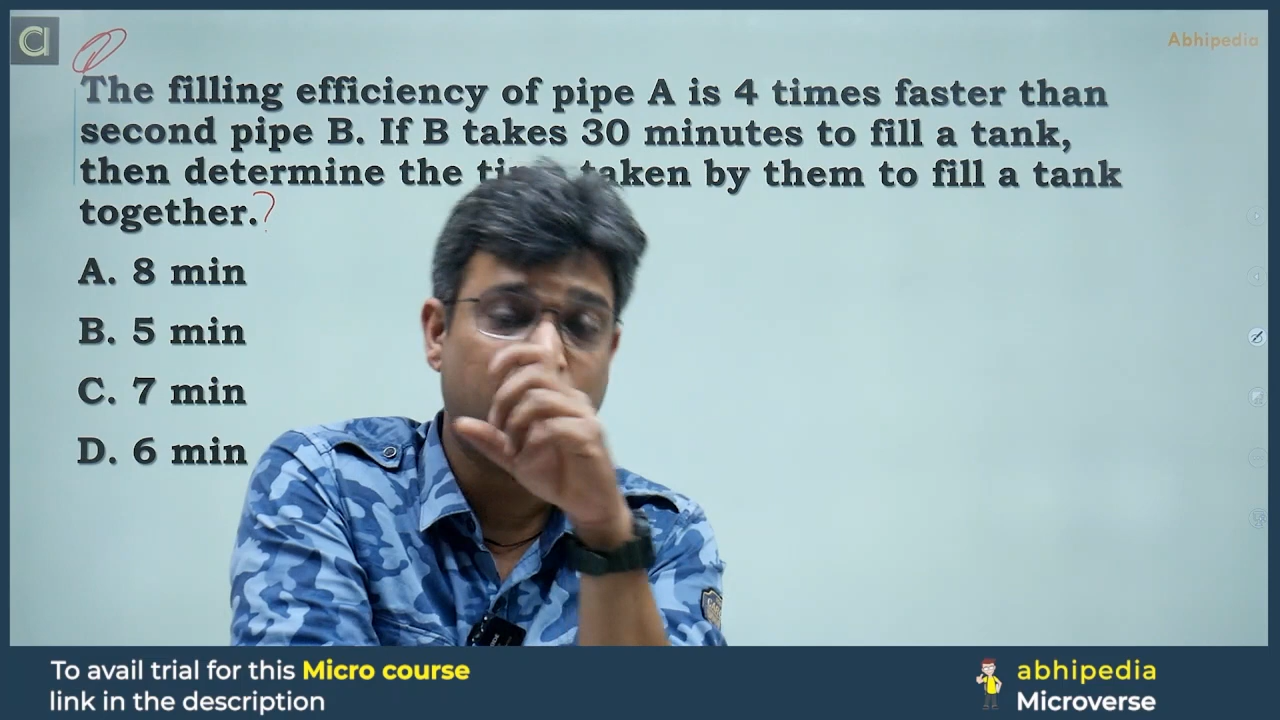 a
Abhipedia
The filling efficiency of pipe A is 4 times faster than
second pipe B. If B takes 30 minutes to fill a tank,
then determine the taken by them to fill a tank
together.?
A. 8 min
B. 5 min
C. 7 min
D. 6 min
To avail trial for this Micro course
link in the description
abhipedia
Microverse